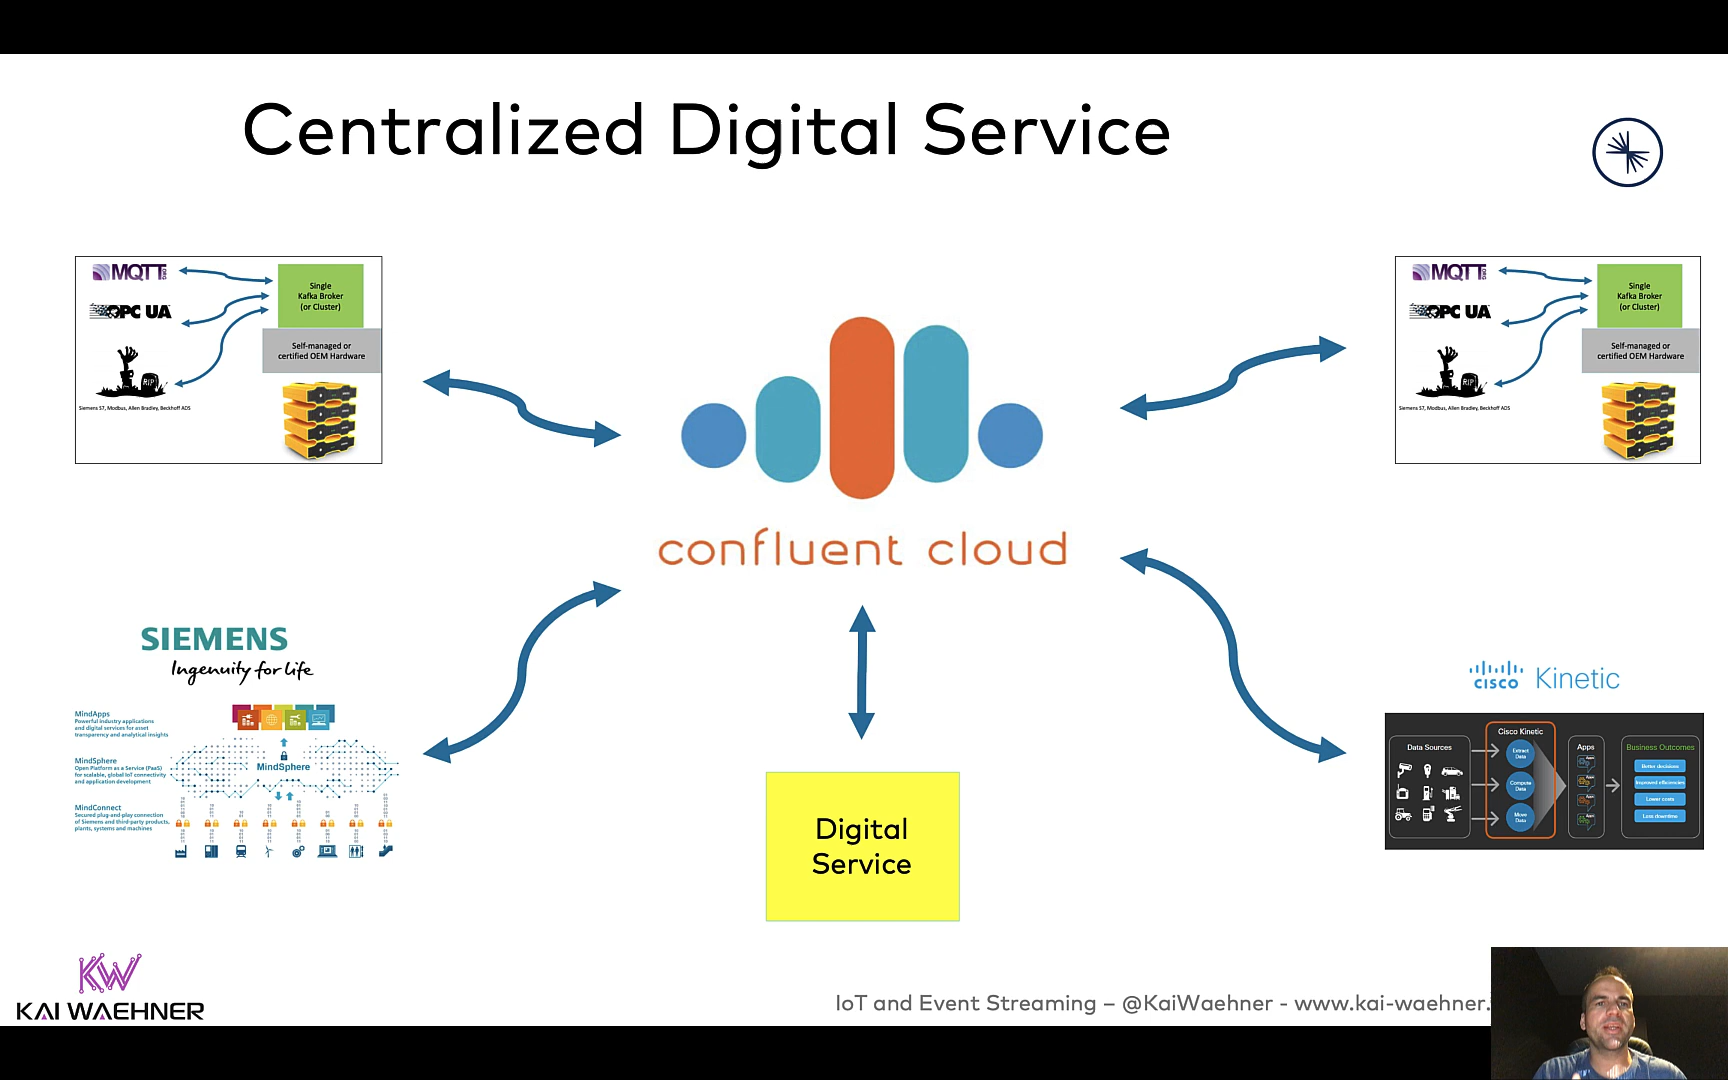 Centralized Digital Service
MQTT
.ORG
OPC UA
Single
Kafka Broker
(or Cluster)
Self-managed or
certified OEM Hardware
RIP
Siemens S7, Modbus, Allen Bradley, Beckhoff ADS
MQTT
.ORG
OPC UA
Single
Kafka Broker
(or Cluster)
Self-managed or
certified OEM Hardware
RIP
Siemens S7, Modbus, Allen Bradley, Beckhoff ADS
confluent cloud
SIEMENS
Ingenuity for life
MindApps
Powerful industry applications
and digital services for asset
transparency and analytical insights
MindSphere
Open Platform as a Service (PaaS)
for scalable, global IoT connectivity
and application development
MindConnect
Secured plug-and-play connection
of Siemens and third-party products,
plants, systems and machines
MindSphere
Digital
Service
CISCO Kinetic
Cisco Kinetic
Data Sources
Extract
Data
Compute
Data
Move
Data
Apps
Apps
Apps
Apps
Apps
Business Outcomes
Better decisions
Improved efficiencies
Lower costs
Less downtime
KW
KAI WAEHNER
IoT and Event Streaming – @KaiWaehner - www.kai-waehner.